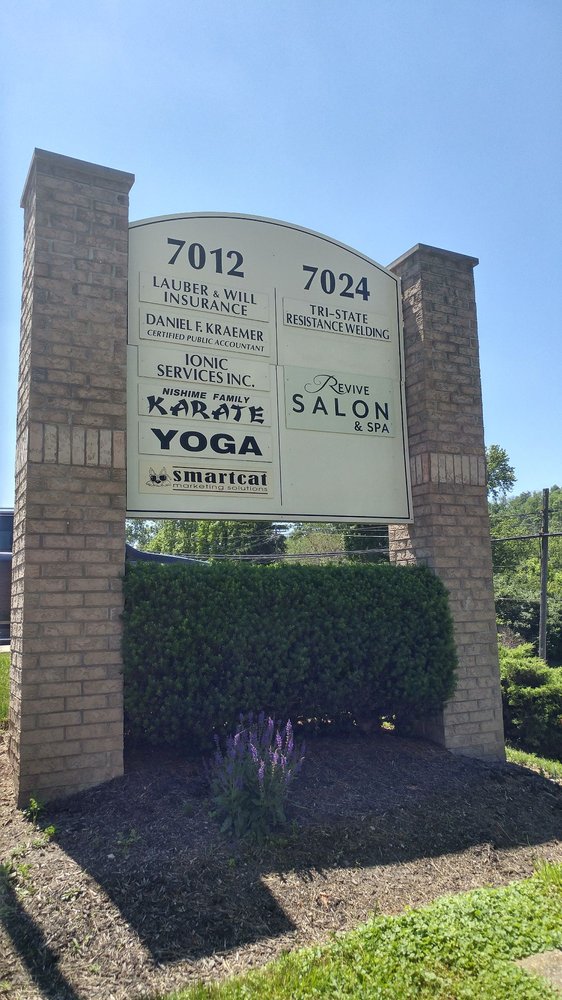 7012
LAUBER & WILL
INSURANCE
DANIEL F. KRAEMER
CERTIFIED PUBLIC ACCOUNTANT
IONIC
SERVICES INC.
NISHIME FAMILY
KARATE
YOGA
smartcat
marketing solutions
7024
TRI-STATE
RESISTANCE WELDING
REVIVE
SALON
& SPA